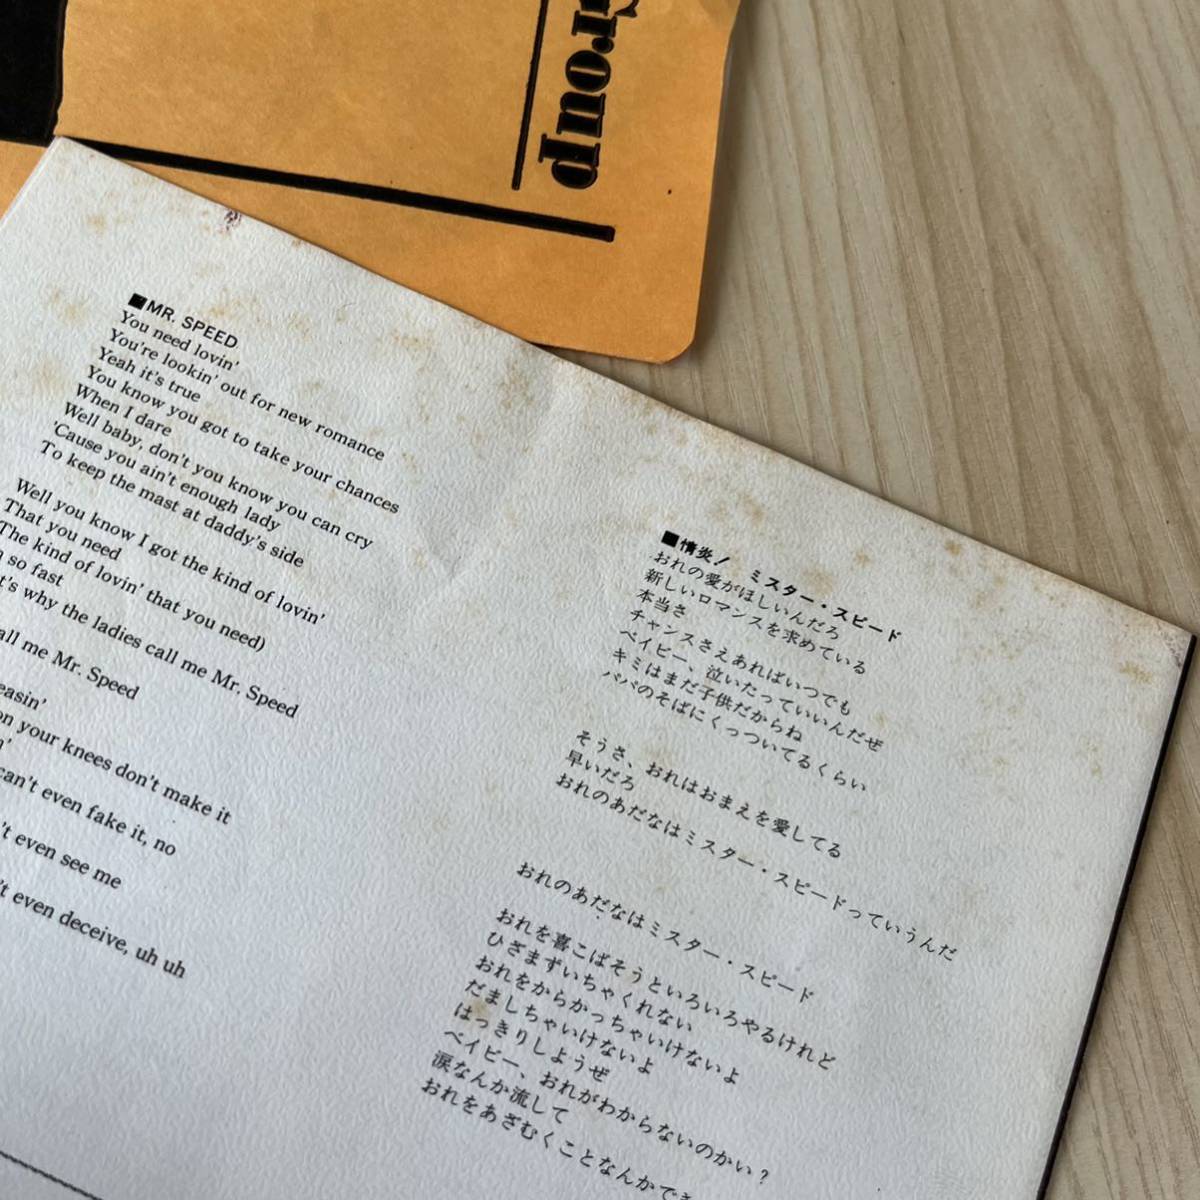 Group
■MR. SPEED
You need lovin'
You're lookin' out for new romance
Yeah it's true
You know you got to take your chances
When I dare
Well baby, don't you know you can cry
'Cause you ain't enough lady
To keep the mast at daddy's side
Well you know I got the kind of lovin'
That you need
The kind of lovin' that you need)
so fast
t's why the ladies call me Mr. Speed
all me Mr. Speed
easin'
on your knees don't make it
n'
can't even fake it, no
't even see me
't even deceive, uh uh
■情炎! ミスター・スピード
おれの愛がほしいんだろ
新しいロマンスを求めている
本当さ
チャンスさえあればいつでも
ベイビー、泣いたっていいんだぜ
キミはまだ子供だからね
パパのそばにくっついてるくらい
そうさ、おれはおまえを愛してる
早いだろ
おれのあだなはミスター・スピードっていうんだ
おれのあだなはミスター・スピード
おれを喜こばそうといろいろやるけれど
ひざまずいちゃくれない
おれをからかっちゃいけないよ
だましちゃいけないよ
はっきりしようぜ
ベイビー、おれがわからないのかい?
涙なんか流して
おれをあざむくことなんかでき